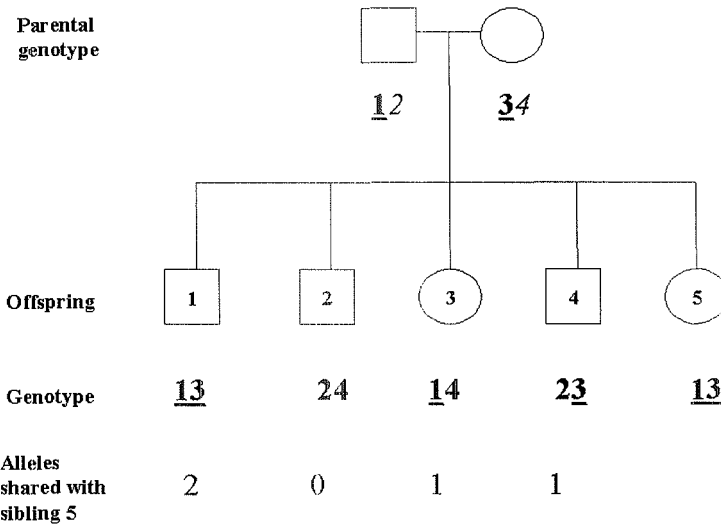 Parental
genotype
12 34
Offspring 1 2 3 4 5
Genotype 13 24 14 23 13
Alleles
shared with
sibling 5
2 0 1 1